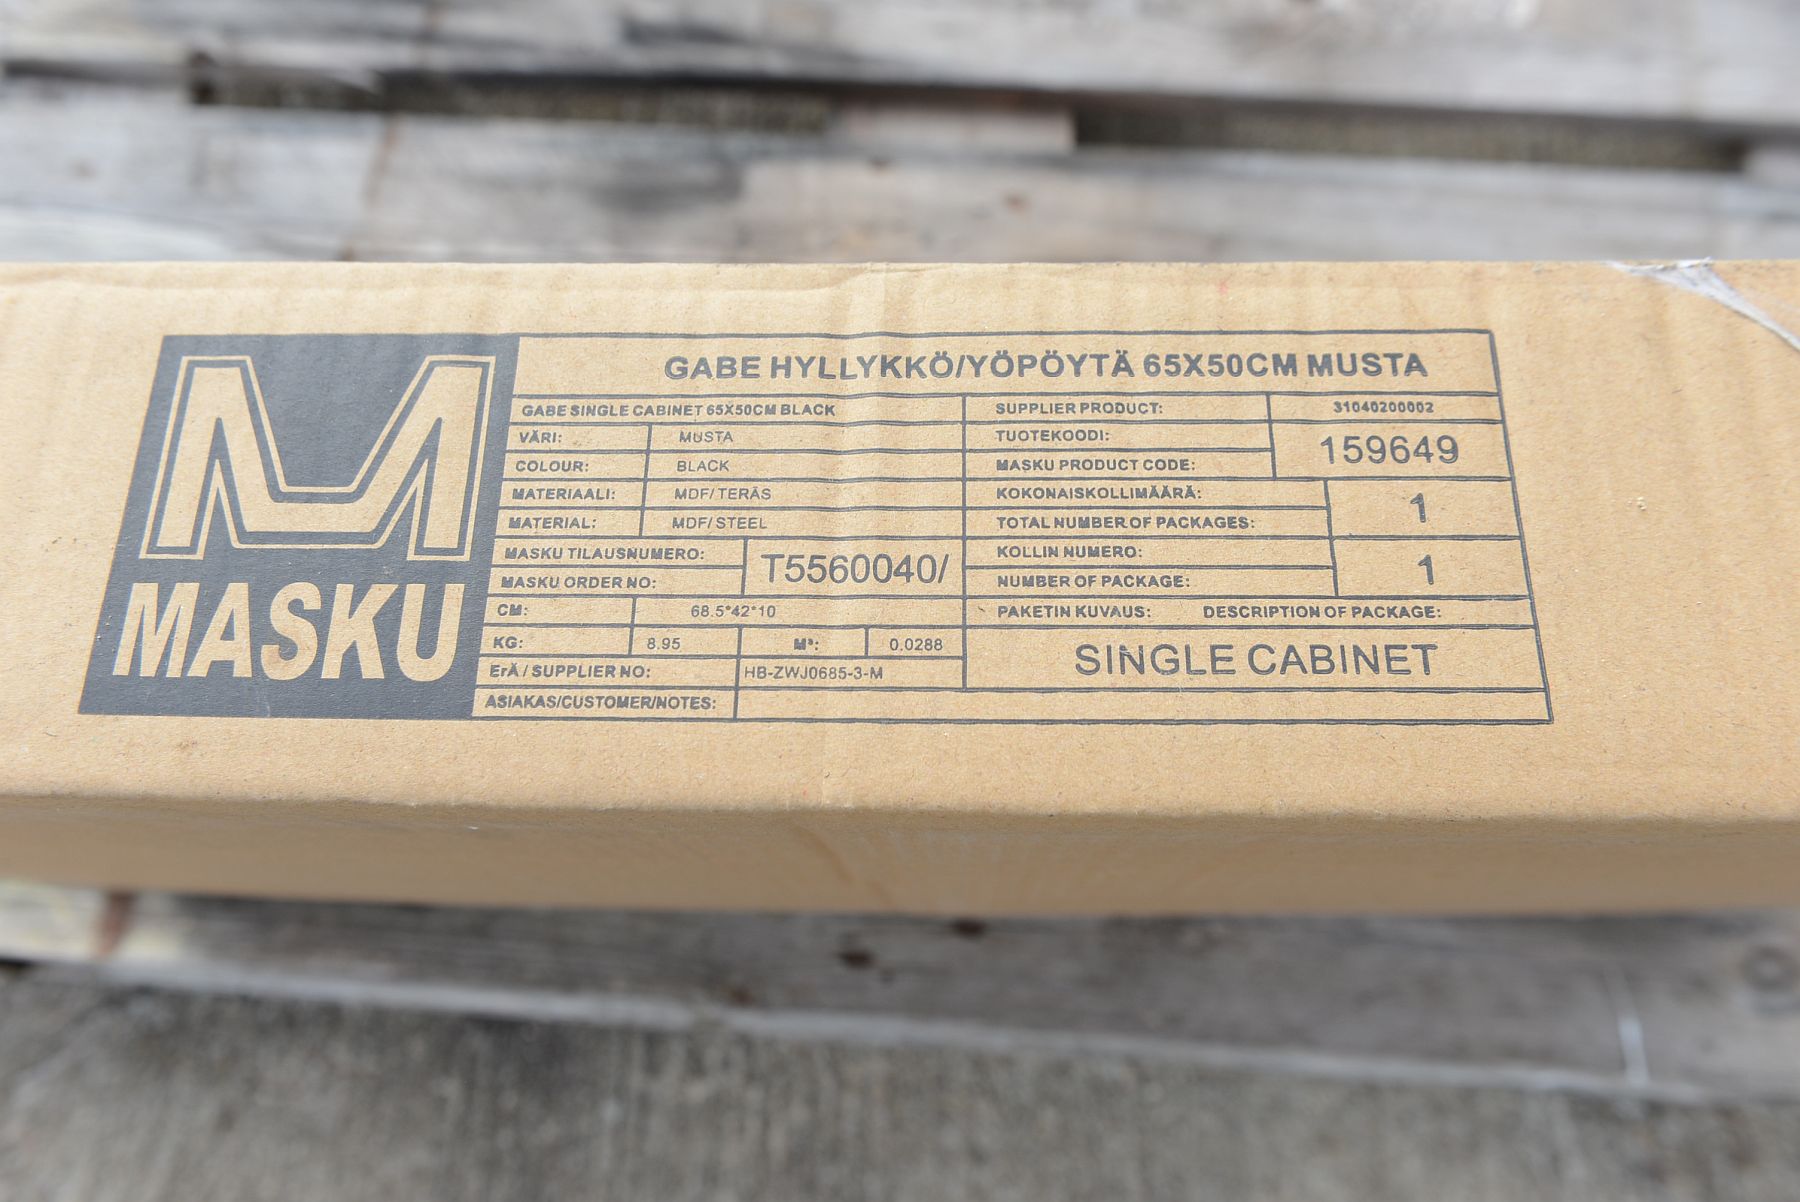 MASKU
GABE HYLLYKKÖ/YÖPÖYTÄ 65X50CM MUSTA
GABE SINGLE CABINET 65X50CM BLACK
VÄRI: MUSTA
COLOUR: BLACK
MATERIAALI: MDF/TERÄS
MATERIAL: MDF/STEEL
MASKU TILAUSNUMERO:
MASKU ORDER NO: T5560040/
CM: 68.5*42*10
KG: 8.95 M³: 0.0288
ErÄ / SUPPLIER NO: HB-ZWJ0685-3-M
ASIAKAS/CUSTOMER/NOTES:
SUPPLIER PRODUCT: 31040200002
TUOTEKOODI:
MASKU PRODUCT CODE: 159649
KOKONAISKOLLIMÄÄRÄ:
TOTAL NUMBER OF PACKAGES: 1
KOLLIN NUMERO:
NUMBER OF PACKAGE: 1
PAKETIN KUVAUS: DESCRIPTION OF PACKAGE:
SINGLE CABINET